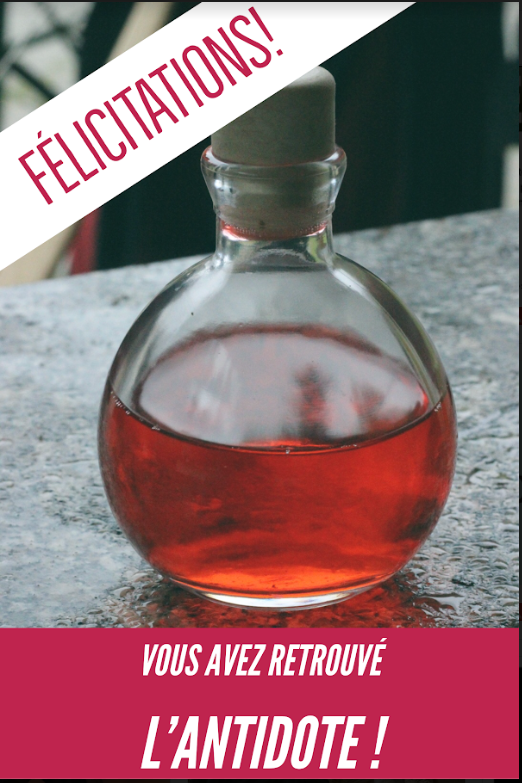 FÉLICITATIONS!
VOUS AVEZ RETROUVÉ
L'ANTIDOTE !